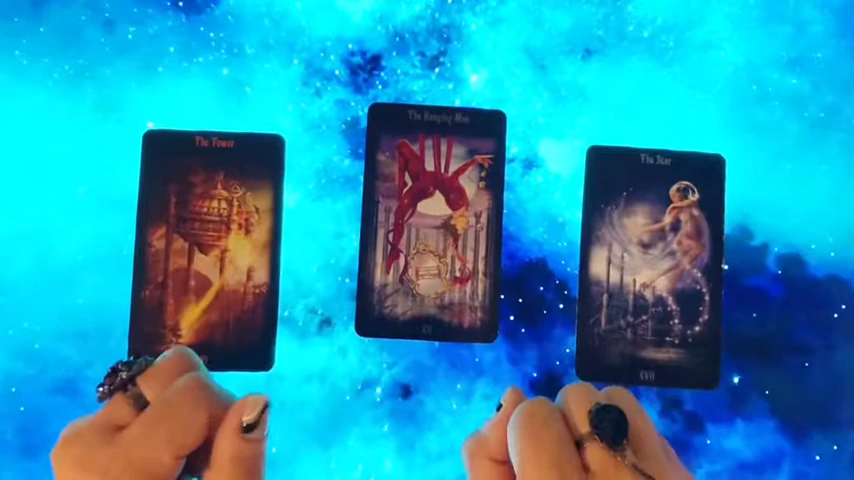 The Tower
The Hanging Man
The Star
XVII